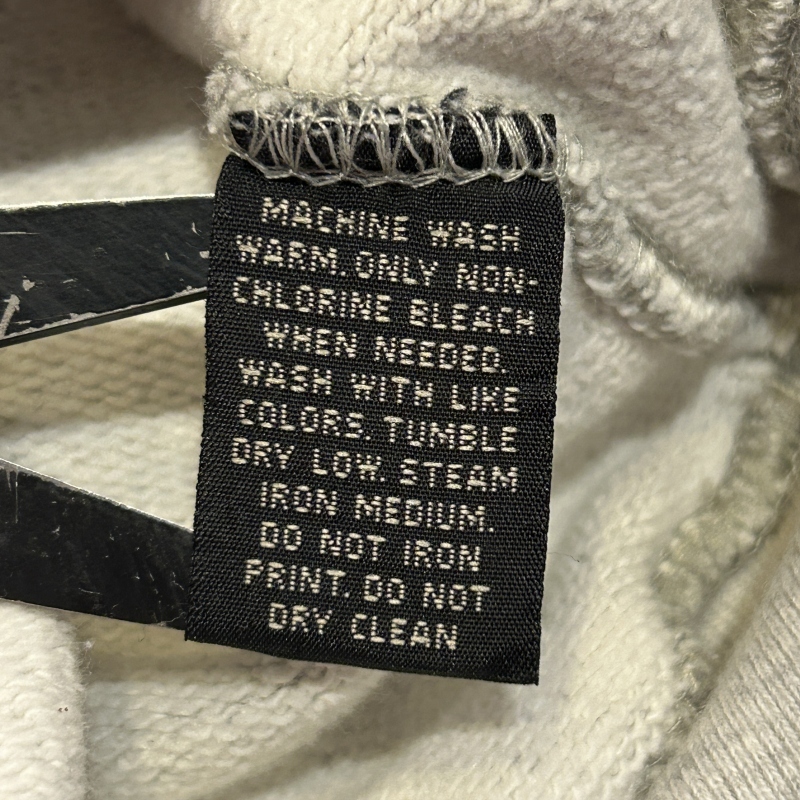 MACHINE WASH
WARM. ONLY NON-
CHLORINE BLEACH
WHEN NEEDED.
WASH WITH LIKE
COLORS. TUMBLE
DRY LOW. STEAM
IRON MEDIUM.
DO NOT IRON
PRINT. DO NOT
DRY CLEAN